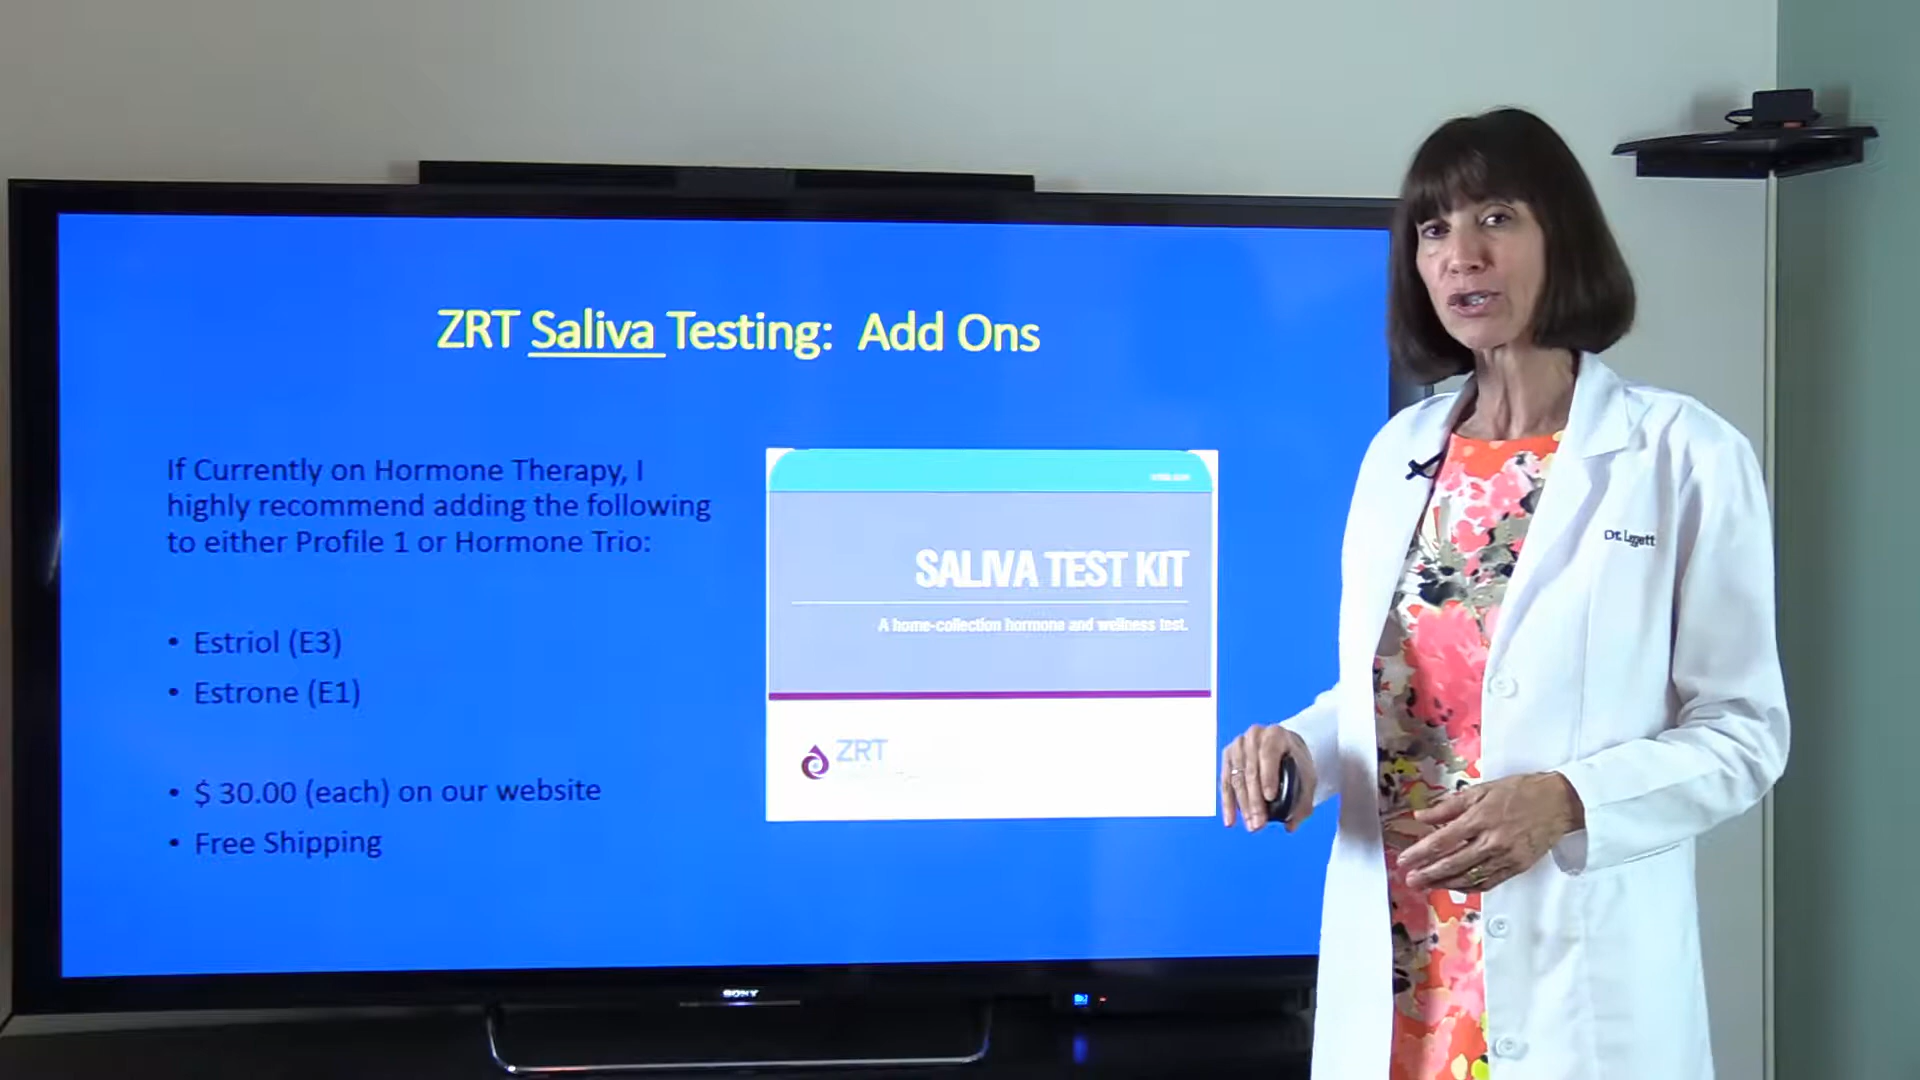 ZRT Saliva Testing: Add Ons
If Currently on Hormone Therapy, I
highly recommend adding the following
to either Profile 1 or Hormone Trio:
• Estriol (E3)
• Estrone (E1)
• $ 30.00 (each) on our website
• Free Shipping
SALIVA TEST KIT
A home-collection hormone and wellness test.
ZRT
SONY